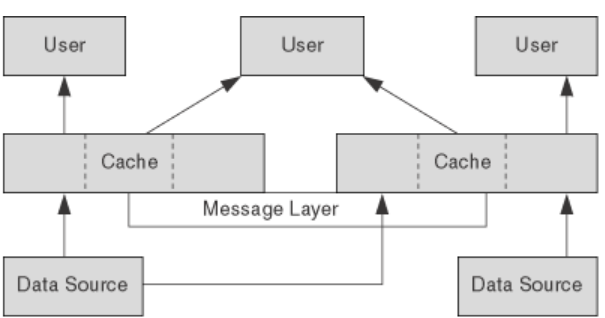 User
User
User
Cache
Cache
Message Layer
Data Source
Data Source